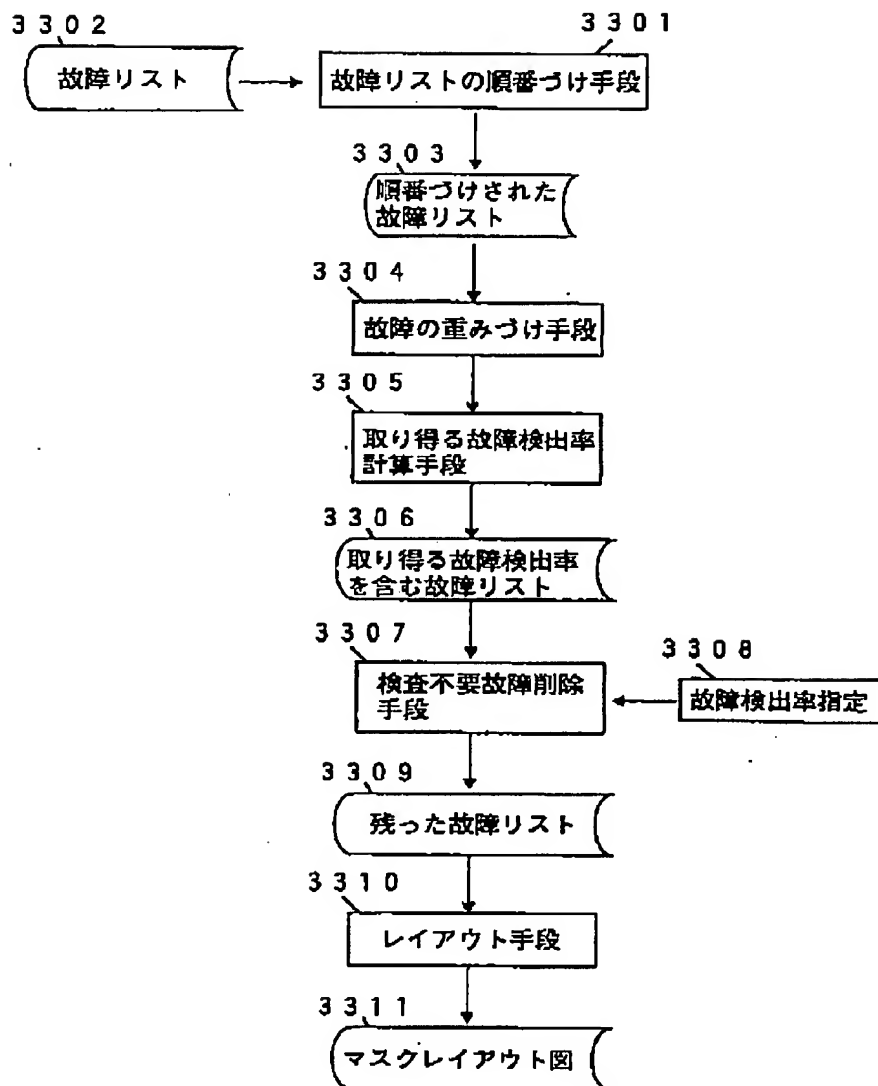 3302
3301
故障リスト
故障リストの順番づけ手段
3303
順番づけされた
故障リスト
3304
故障の重みづけ手段
3305
取り得る故障検出率
計算手段
3306
取り得る故障検出率
を含む故障リスト
3307
3308
検査不要故障削除
手段
故障検出率指定
3309
残った故障リスト
3310
レイアウト手段
3311
マスクレイアウト図